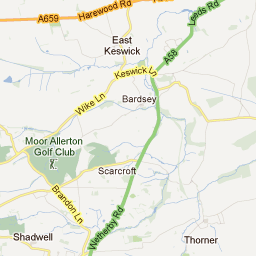 A659
Harewood Rd
Leeds Rd
East
Keswick
A58
Keswick Ln
Bardsey
Wike Ln
Moor Allerton
Golf Club
Scarcroft
Brandon Ln
Wetherby Rd
Shadwell
Thorner